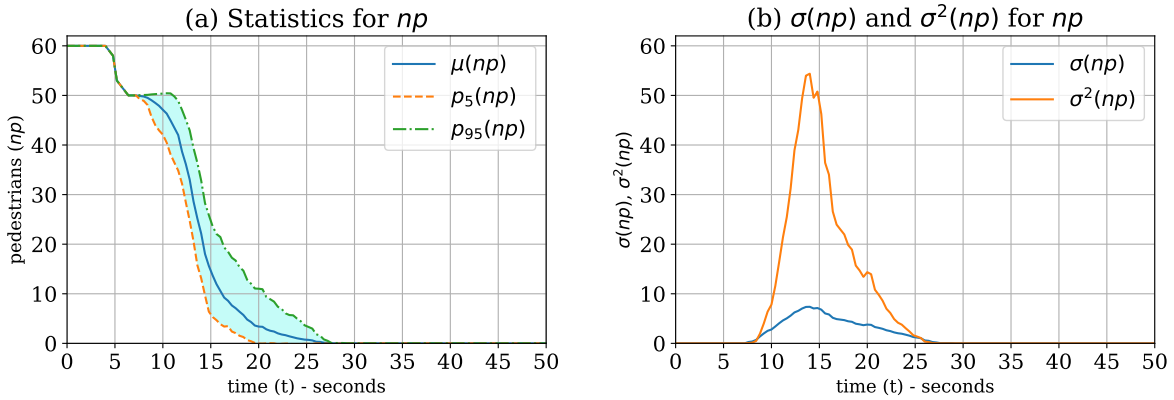 (a) Statistics for np
60
50
40
30
20
10
0
0 5 10 15 20 25 30 35 40 45 50
pedestrians (np)
time (t) - seconds
μ(np)
p₅(np)
p₉₅(np)
(b) σ(np) and σ²(np) for np
60
50
40
30
20
10
0
0 5 10 15 20 25 30 35 40 45 50
σ(np), σ²(np)
time (t) - seconds
σ(np)
σ²(np)